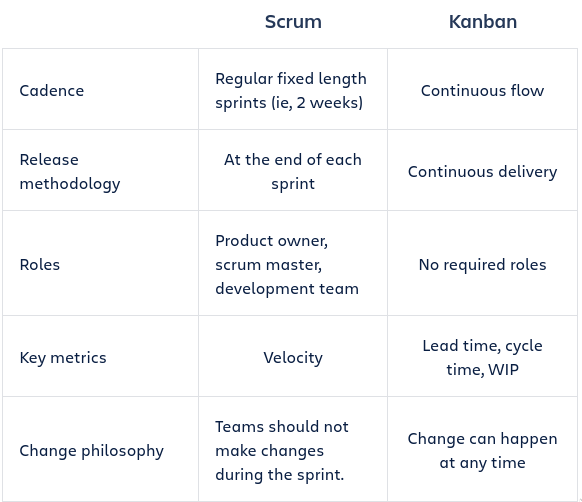 Scrum
Kanban
Cadence
Regular fixed length
sprints (ie, 2 weeks)
Continuous flow
Release
methodology
At the end of each
sprint
Continuous delivery
Roles
Product owner,
scrum master,
development team
No required roles
Key metrics
Velocity
Lead time, cycle
time, WIP
Change philosophy
Teams should not
make changes
during the sprint.
Change can happen
at any time